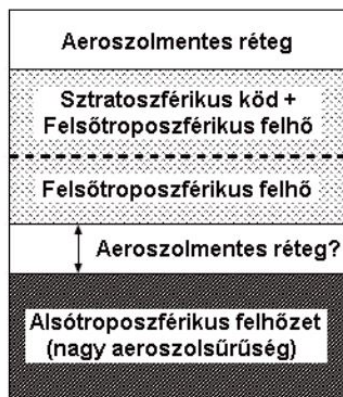 Aeroszolmentes réteg
Sztratoszférikus köd +
Felsőtroposzférikus felhő
Felsőtroposzférikus felhő
Aeroszolmentes réteg?
Alsótroposzférikus felhőzet
(nagy aeroszolsűrűség)